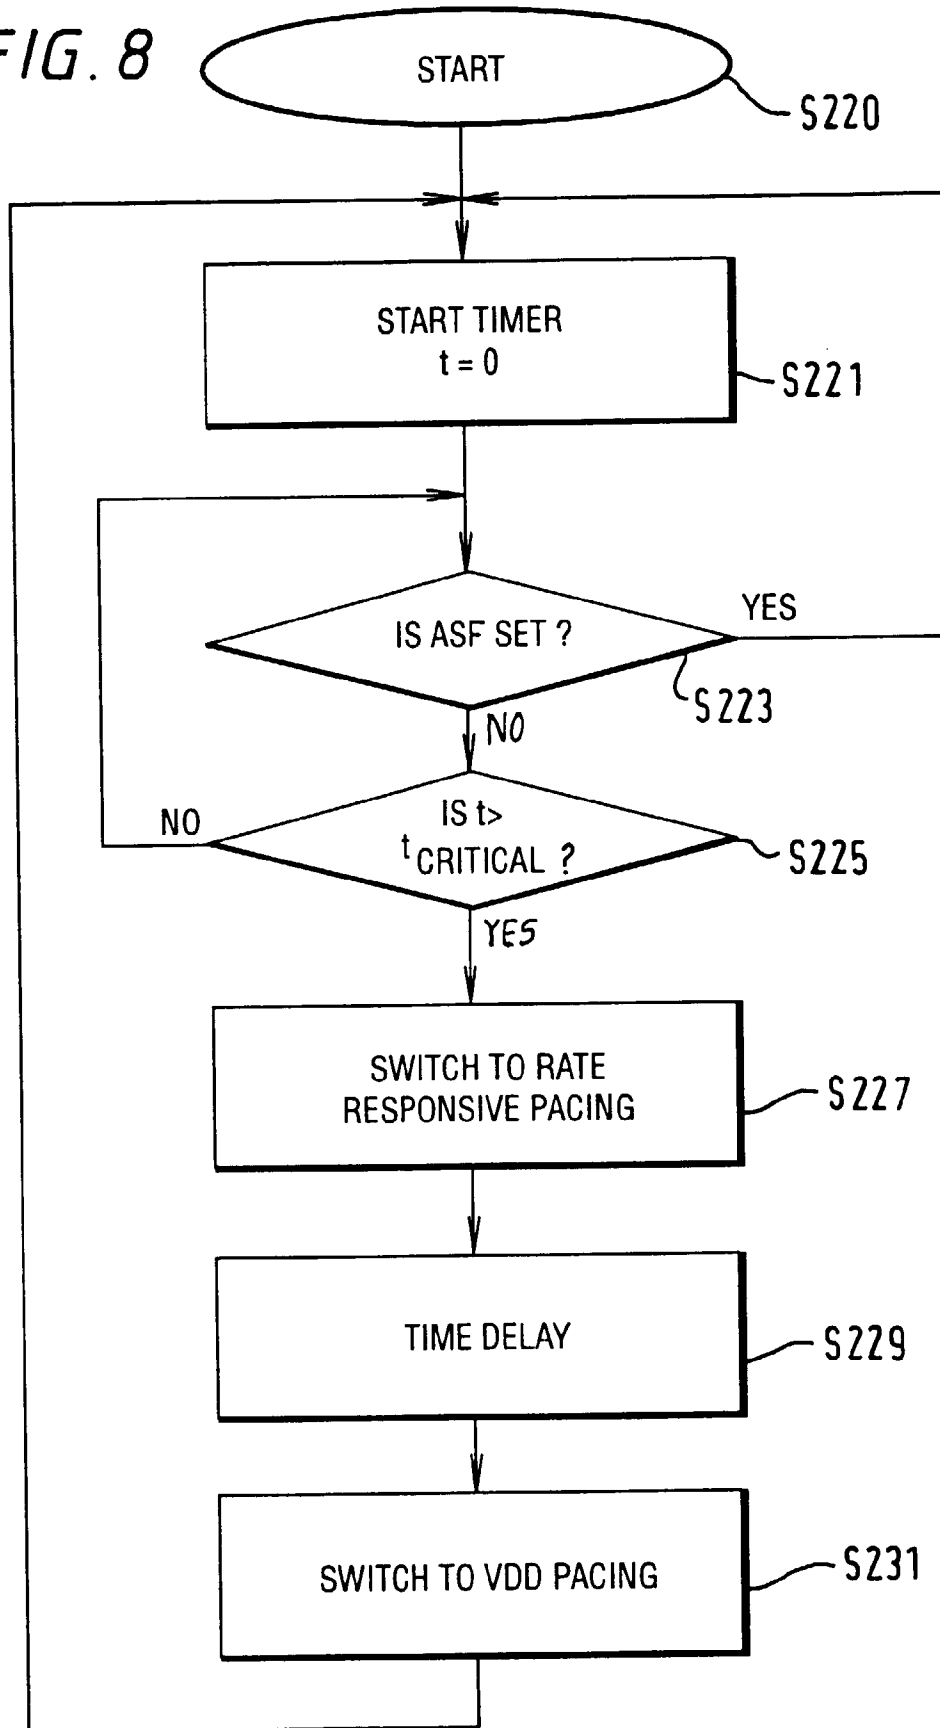 FIG. 8
START
S220
START TIMER
t = 0
S221
IS ASF SET ?
YES
S223
NO
IS t>
t CRITICAL ?
NO
S225
YES
SWITCH TO RATE
RESPONSIVE PACING
S227
TIME DELAY
S229
SWITCH TO VDD PACING
S231